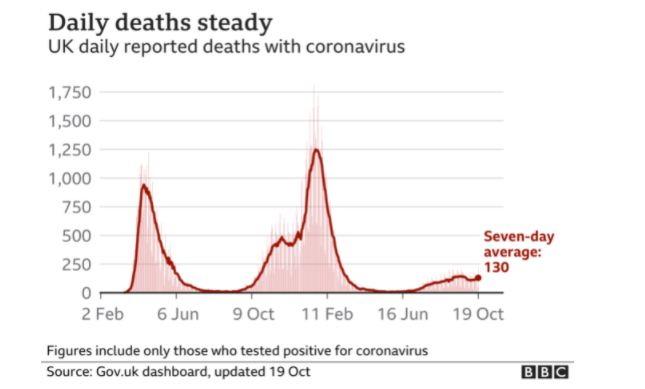 Daily deaths steady
UK daily reported deaths with coronavirus
1,750
1,500
1,250
1,000
750
500
250
0
Seven-day
average:
130
2 Feb 6 Jun 9 Oct 11 Feb 16 Jun 19 Oct
Figures include only those who tested positive for coronavirus
Source: Gov.uk dashboard, updated 19 Oct
BBC